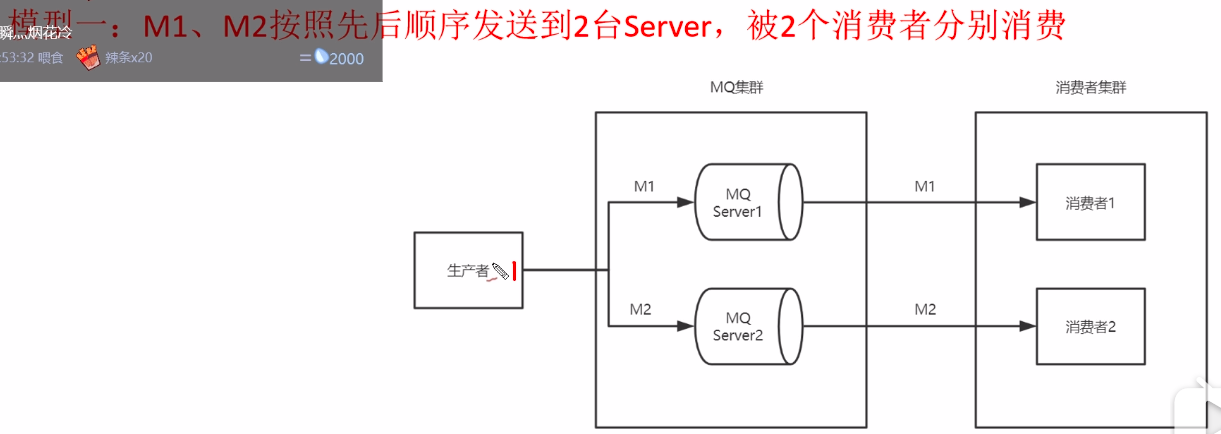 模型一：M1、M2按照先后顺序发送到2台Server，被2个消费者分别消费
瞬点烟花冷
:53:32 喂食 辣条x20 = 2000
MQ集群
消费者集群
M1
MQ
Server1
M1
消费者1
生产者
M2
MQ
Server2
M2
消费者2